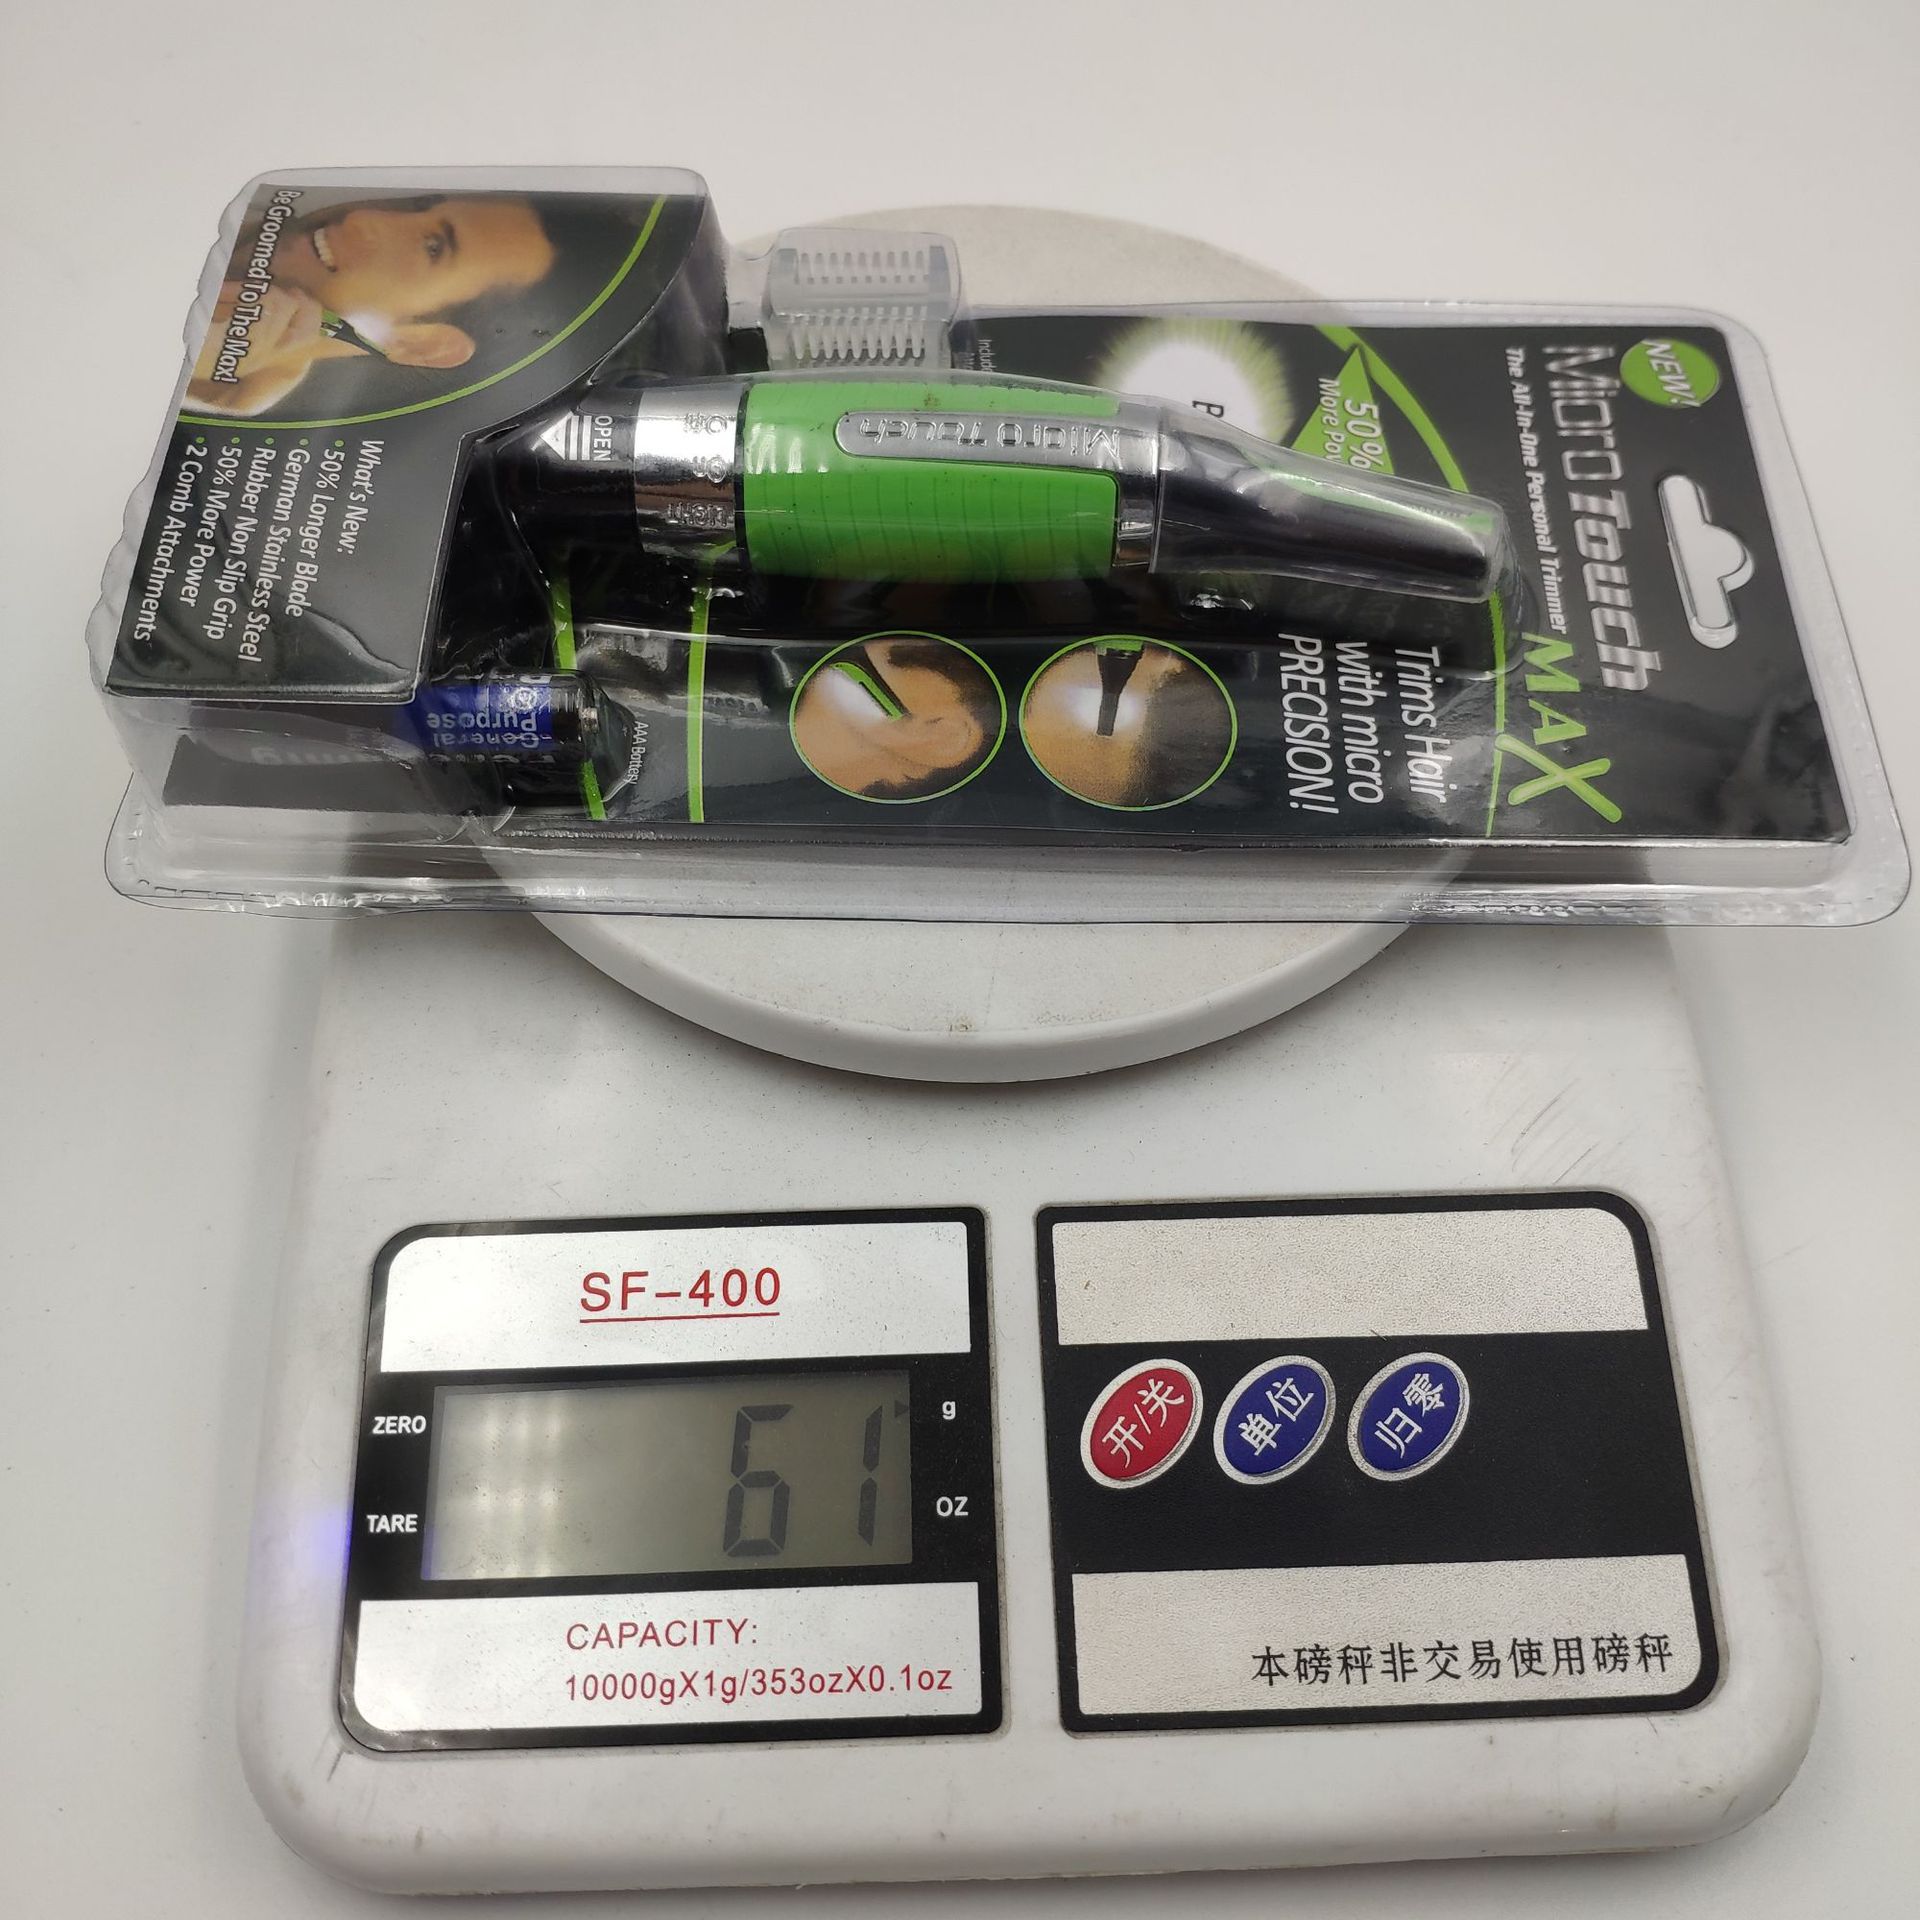 NEW!
MicroTouch
MAX
The All-In-One Personal Trimmer
50%
More
Trims Hair
with micro
PRECISION!
Micro Touch
OPEN
LIGHT
Be Groomed To The Max!
What's New:
• 50% Longer Blade
• German Stainless Steel
• Rubber Non Slip Grip
• 50% More Power
• 2 Comb Attachments
General
Purpose
AAA Battery
SF-400
ZERO
TARE
61
g
OZ
CAPACITY:
10000gX1g/353ozX0.1oz
开/关
单位
归零
本磅秤非交易使用磅秤